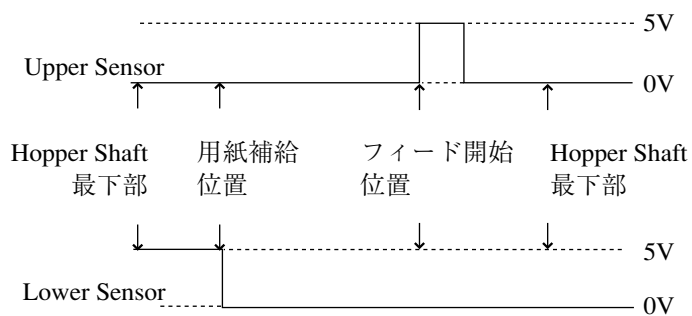 5V
Upper Sensor
0V
Hopper Shaft
最下部
用紙補給
位置
フィード開始
位置
Hopper Shaft
最下部
5V
Lower Sensor
0V